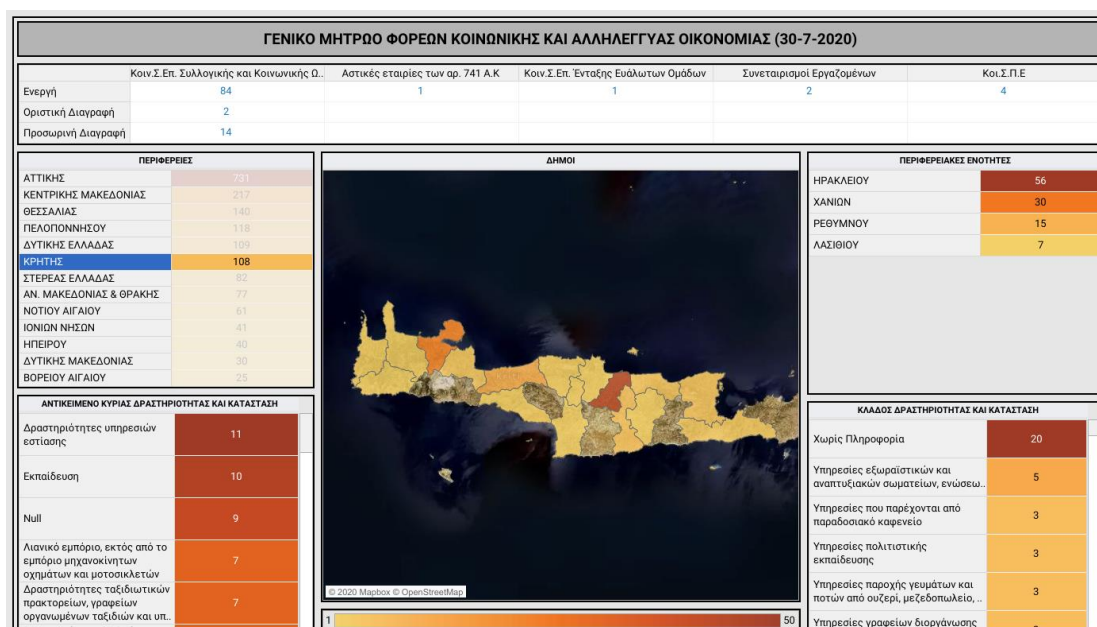 ΓΕΝΙΚΟ ΜΗΤΡΩΟ ΦΟΡΕΩΝ ΚΟΙΝΩΝΙΚΗΣ ΚΑΙ ΑΛΛΗΛΕΓΓΥΑΣ ΟΙΚΟΝΟΜΙΑΣ (30-7-2020)
Κοιν.Σ.Επ. Συλλογικής και Κοινωνικής Ω.. Αστικές εταιρίες των αρ. 741 Α.Κ Κοιν.Σ.Επ. Ένταξης Ευάλωτων Ομάδων Συνεταιρισμοί Εργαζομένων Κοι.Σ.Π.Ε
Ενεργή 84 1 1 2 4
Οριστική Διαγραφή 2
Προσωρινή Διαγραφή 14
ΠΕΡΙΦΕΡΕΙΕΣ
ΑΤΤΙΚΗΣ 731
ΚΕΝΤΡΙΚΗΣ ΜΑΚΕΔΟΝΙΑΣ 217
ΘΕΣΣΑΛΙΑΣ 140
ΠΕΛΟΠΟΝΝΗΣΟΥ 118
ΔΥΤΙΚΗΣ ΕΛΛΑΔΑΣ 109
ΚΡΗΤΗΣ 108
ΣΤΕΡΕΑΣ ΕΛΛΑΔΑΣ 82
ΑΝ. ΜΑΚΕΔΟΝΙΑΣ & ΘΡΑΚΗΣ 77
ΝΟΤΙΟΥ ΑΙΓΑΙΟΥ 61
ΙΟΝΙΩΝ ΝΗΣΩΝ 41
ΗΠΕΙΡΟΥ 40
ΔΥΤΙΚΗΣ ΜΑΚΕΔΟΝΙΑΣ 30
ΒΟΡΕΙΟΥ ΑΙΓΑΙΟΥ 25
ΑΝΤΙΚΕΙΜΕΝΟ ΚΥΡΙΑΣ ΔΡΑΣΤΗΡΙΟΤΗΤΑΣ ΚΑΙ ΚΑΤΑΣΤΑΣΗ
Δραστηριότητες υπηρεσιών
εστίασης 11
Εκπαίδευση 10
Null 9
Λιανικό εμπόριο, εκτός από το
εμπόριο μηχανοκίνητων 7
οχημάτων και μοτοσικλετών
Δραστηριότητες ταξιδιωτικών
πρακτορείων, γραφείων 7
οργανωμένων ταξιδιών και υπ..
ΔΗΜΟΙ
© 2020 Mapbox © OpenStreetMap
1 50
ΠΕΡΙΦΕΡΕΙΑΚΕΣ ΕΝΟΤΗΤΕΣ
ΗΡΑΚΛΕΙΟΥ 56
ΧΑΝΙΩΝ 30
ΡΕΘΥΜΝΟΥ 15
ΛΑΣΙΘΙΟΥ 7
ΚΛΑΔΟΣ ΔΡΑΣΤΗΡΙΟΤΗΤΑΣ ΚΑΙ ΚΑΤΑΣΤΑΣΗ
Χωρίς Πληροφορία 20
Υπηρεσίες εξωραϊστικών και
αναπτυξιακών σωματείων, ενώσεω.. 5
Υπηρεσίες που παρέχονται από
παραδοσιακό καφενείο 3
Υπηρεσίες πολιτιστικής
εκπαίδευσης 3
Υπηρεσίες παροχής γευμάτων και
ποτών από ουζερί, μεζεδοπωλείο, .. 3
Υπηρεσίες γραφείων διοργάνωσης